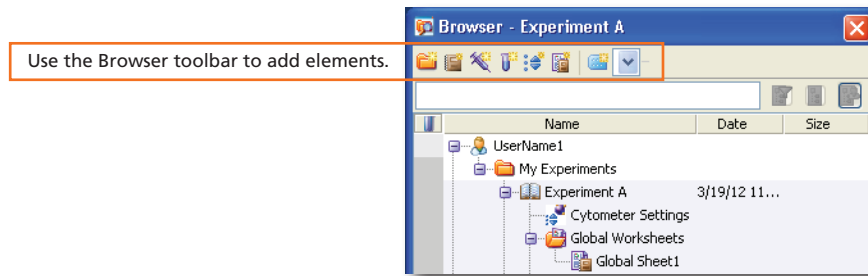 Browser - Experiment A
Use the Browser toolbar to add elements.
Name Date Size
UserName1
My Experiments
Experiment A 3/19/12 11...
Cytometer Settings
Global Worksheets
Global Sheet1